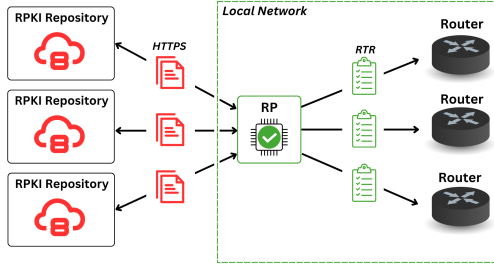 RPKI Repository
HTTPS
Local Network
RTR
Router
RPKI Repository
RP
Router
RPKI Repository
Router